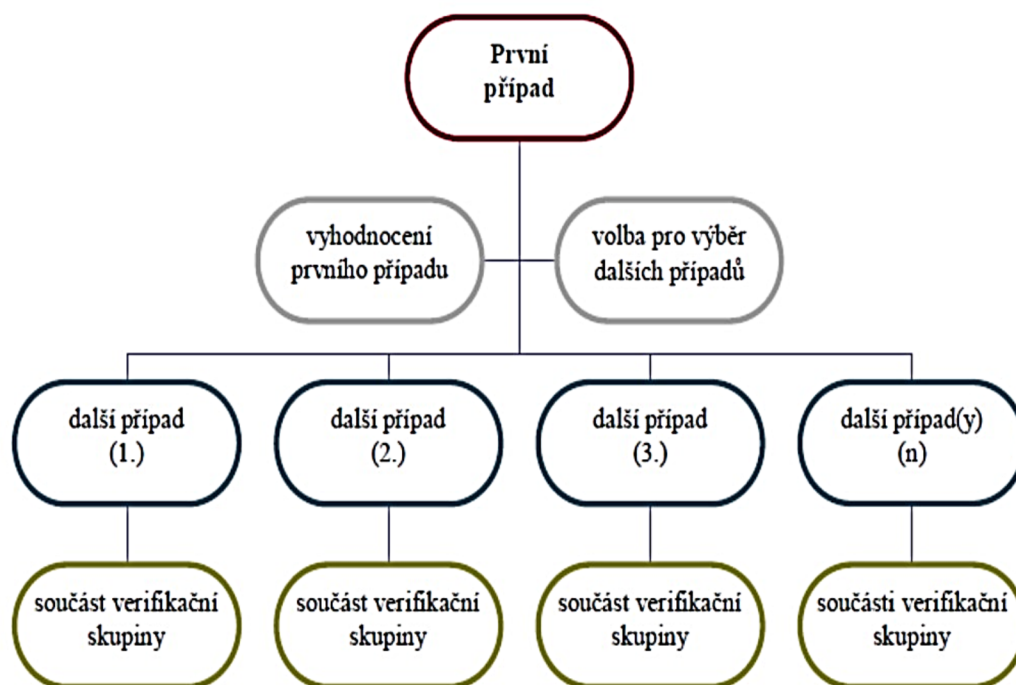 První
případ
vyhodnocení
prvního případu
volba pro výběr
dalších případů
další případ
(1.)
další případ
(2.)
další případ
(3.)
další případ(y)
(n)
součást verifikační
skupiny
součást verifikační
skupiny
součást verifikační
skupiny
součásti verifikační
skupiny